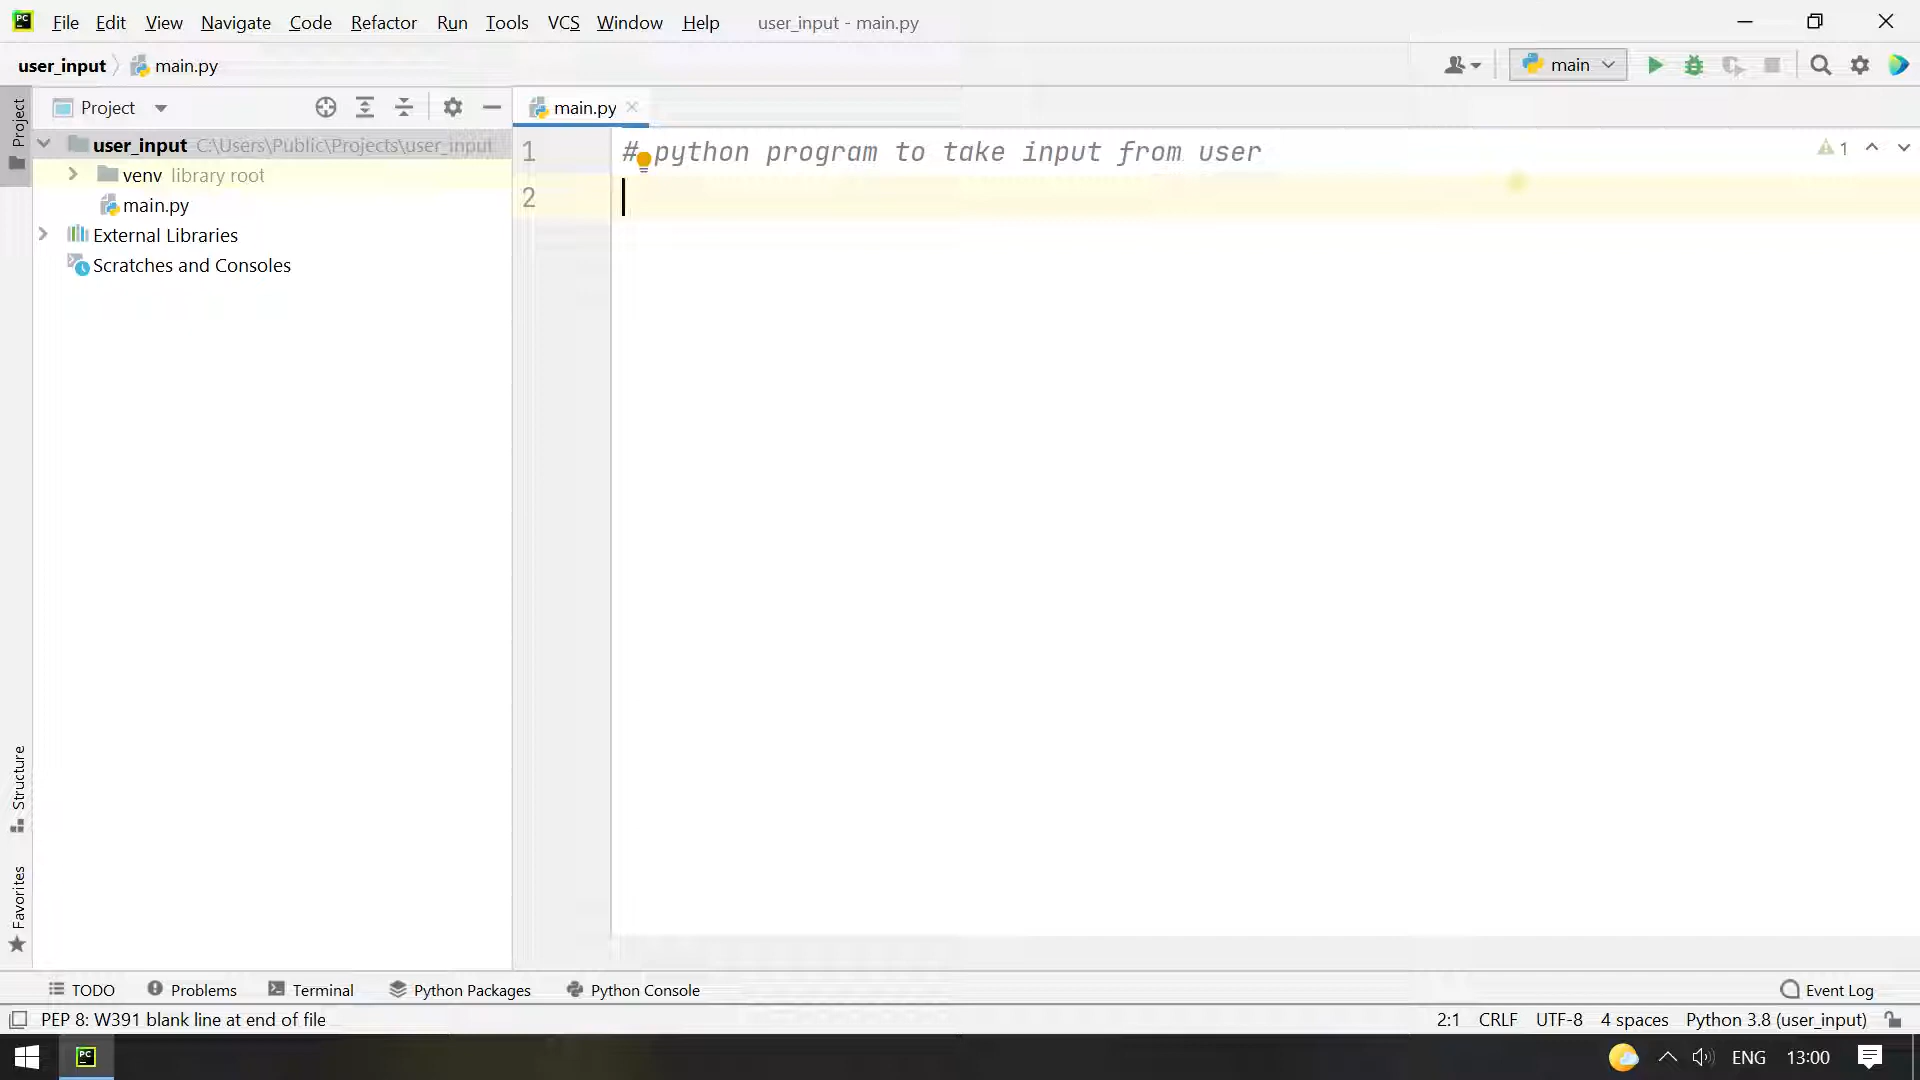 PC File Edit View Navigate Code Refactor Run Tools VCS Window Help user_input - main.py
user_input main.py main
Project Project main.py
user_input C:\Users\Public\Projects\user_input
venv library root
main.py
External Libraries
Scratches and Consoles
1 # python program to take input from user
2
1
Structure
Favorites
TODO Problems Terminal Python Packages Python Console Event Log
PEP 8: W391 blank line at end of file 2:1 CRLF UTF-8 4 spaces Python 3.8 (user_input)
PC ENG 13:00